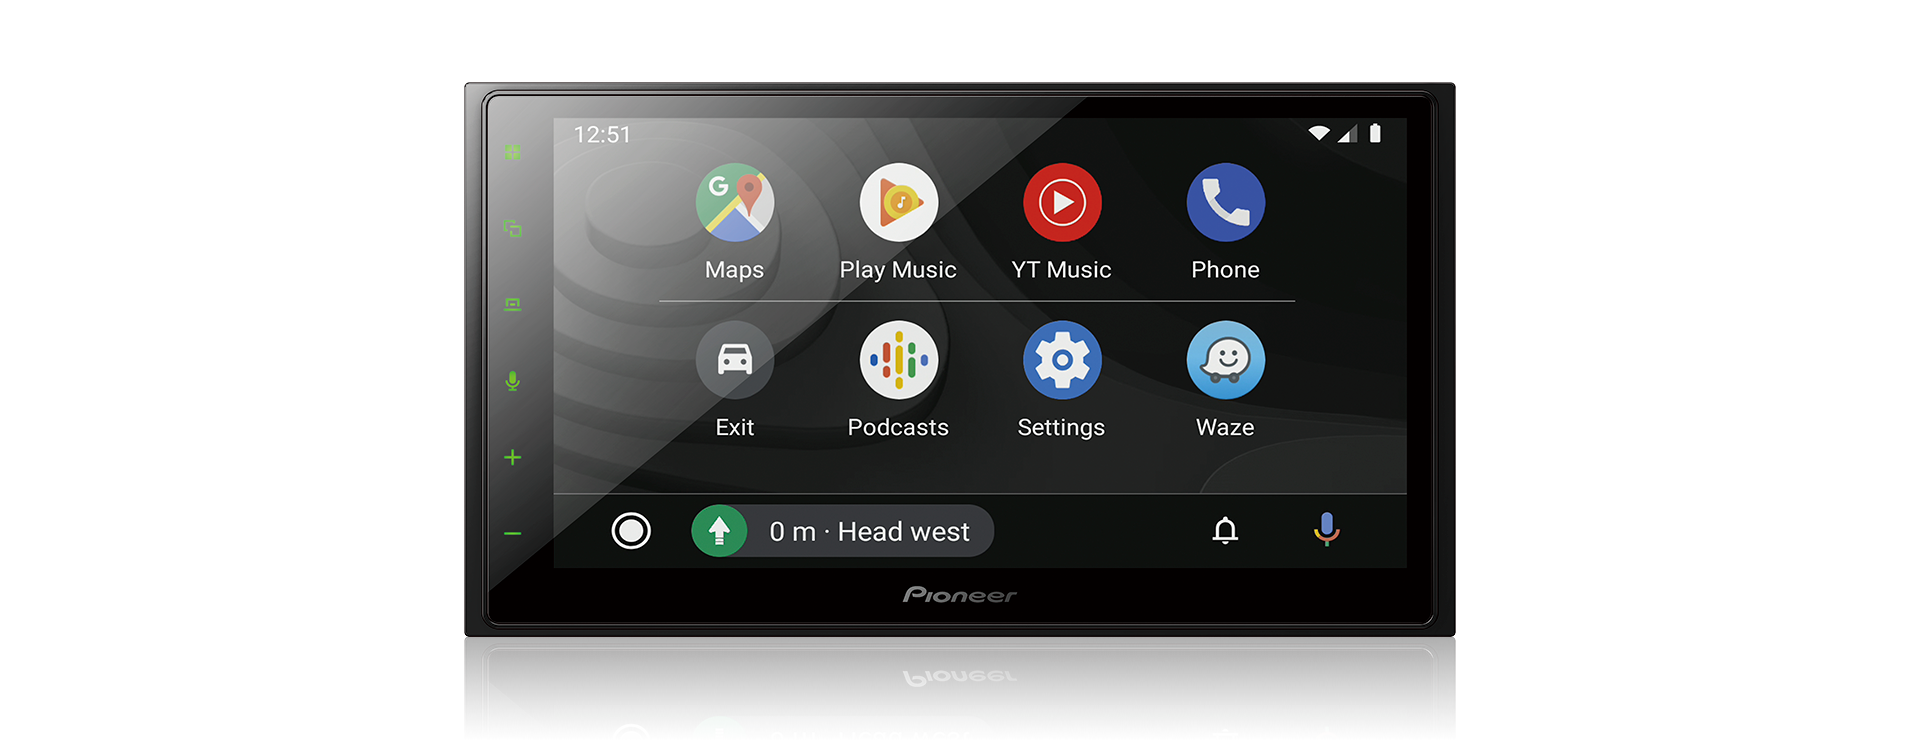 12:51
G
Maps
Play Music
YT Music
Phone
Exit
Podcasts
Settings
Waze
0 m · Head west
Pioneer